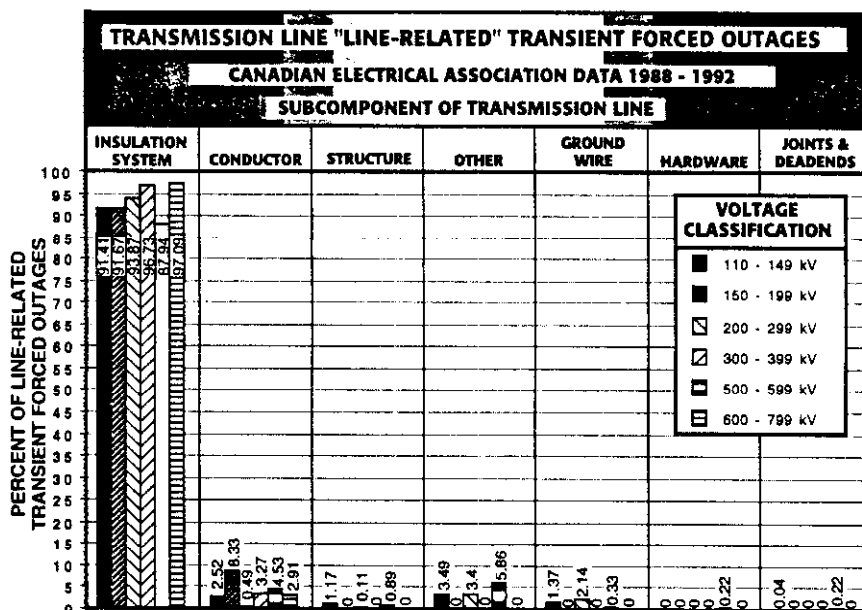 TRANSMISSION LINE "LINE-RELATED" TRANSIENT FORCED OUTAGES
CANADIAN ELECTRICAL ASSOCIATION DATA 1988 - 1992
SUBCOMPONENT OF TRANSMISSION LINE
INSULATION
SYSTEM
CONDUCTOR
STRUCTURE
OTHER
GROUND
WIRE
HARDWARE
JOINTS &
DEADENDS
PERCENT OF LINE-RELATED
TRANSIENT FORCED OUTAGES
100
95
90
85
80
75
70
65
60
55
50
45
40
35
30
25
20
15
10
5
0
VOLTAGE
CLASSIFICATION
110 - 149 kV
150 - 199 kV
200 - 299 kV
300 - 399 kV
500 - 599 kV
600 - 799 kV
91.41
91.67
93.87
96.73
87.94
97.09
2.52
8.33
0.49
3.27
4.53
2.91
1.17
0
0.11
0
0.89
0
3.49
0
3.4
0
5.86
0
1.37
0
2.14
0
0.33
0
0
0
0
0
0.22
0
0.04
0
0
0
0.22
0